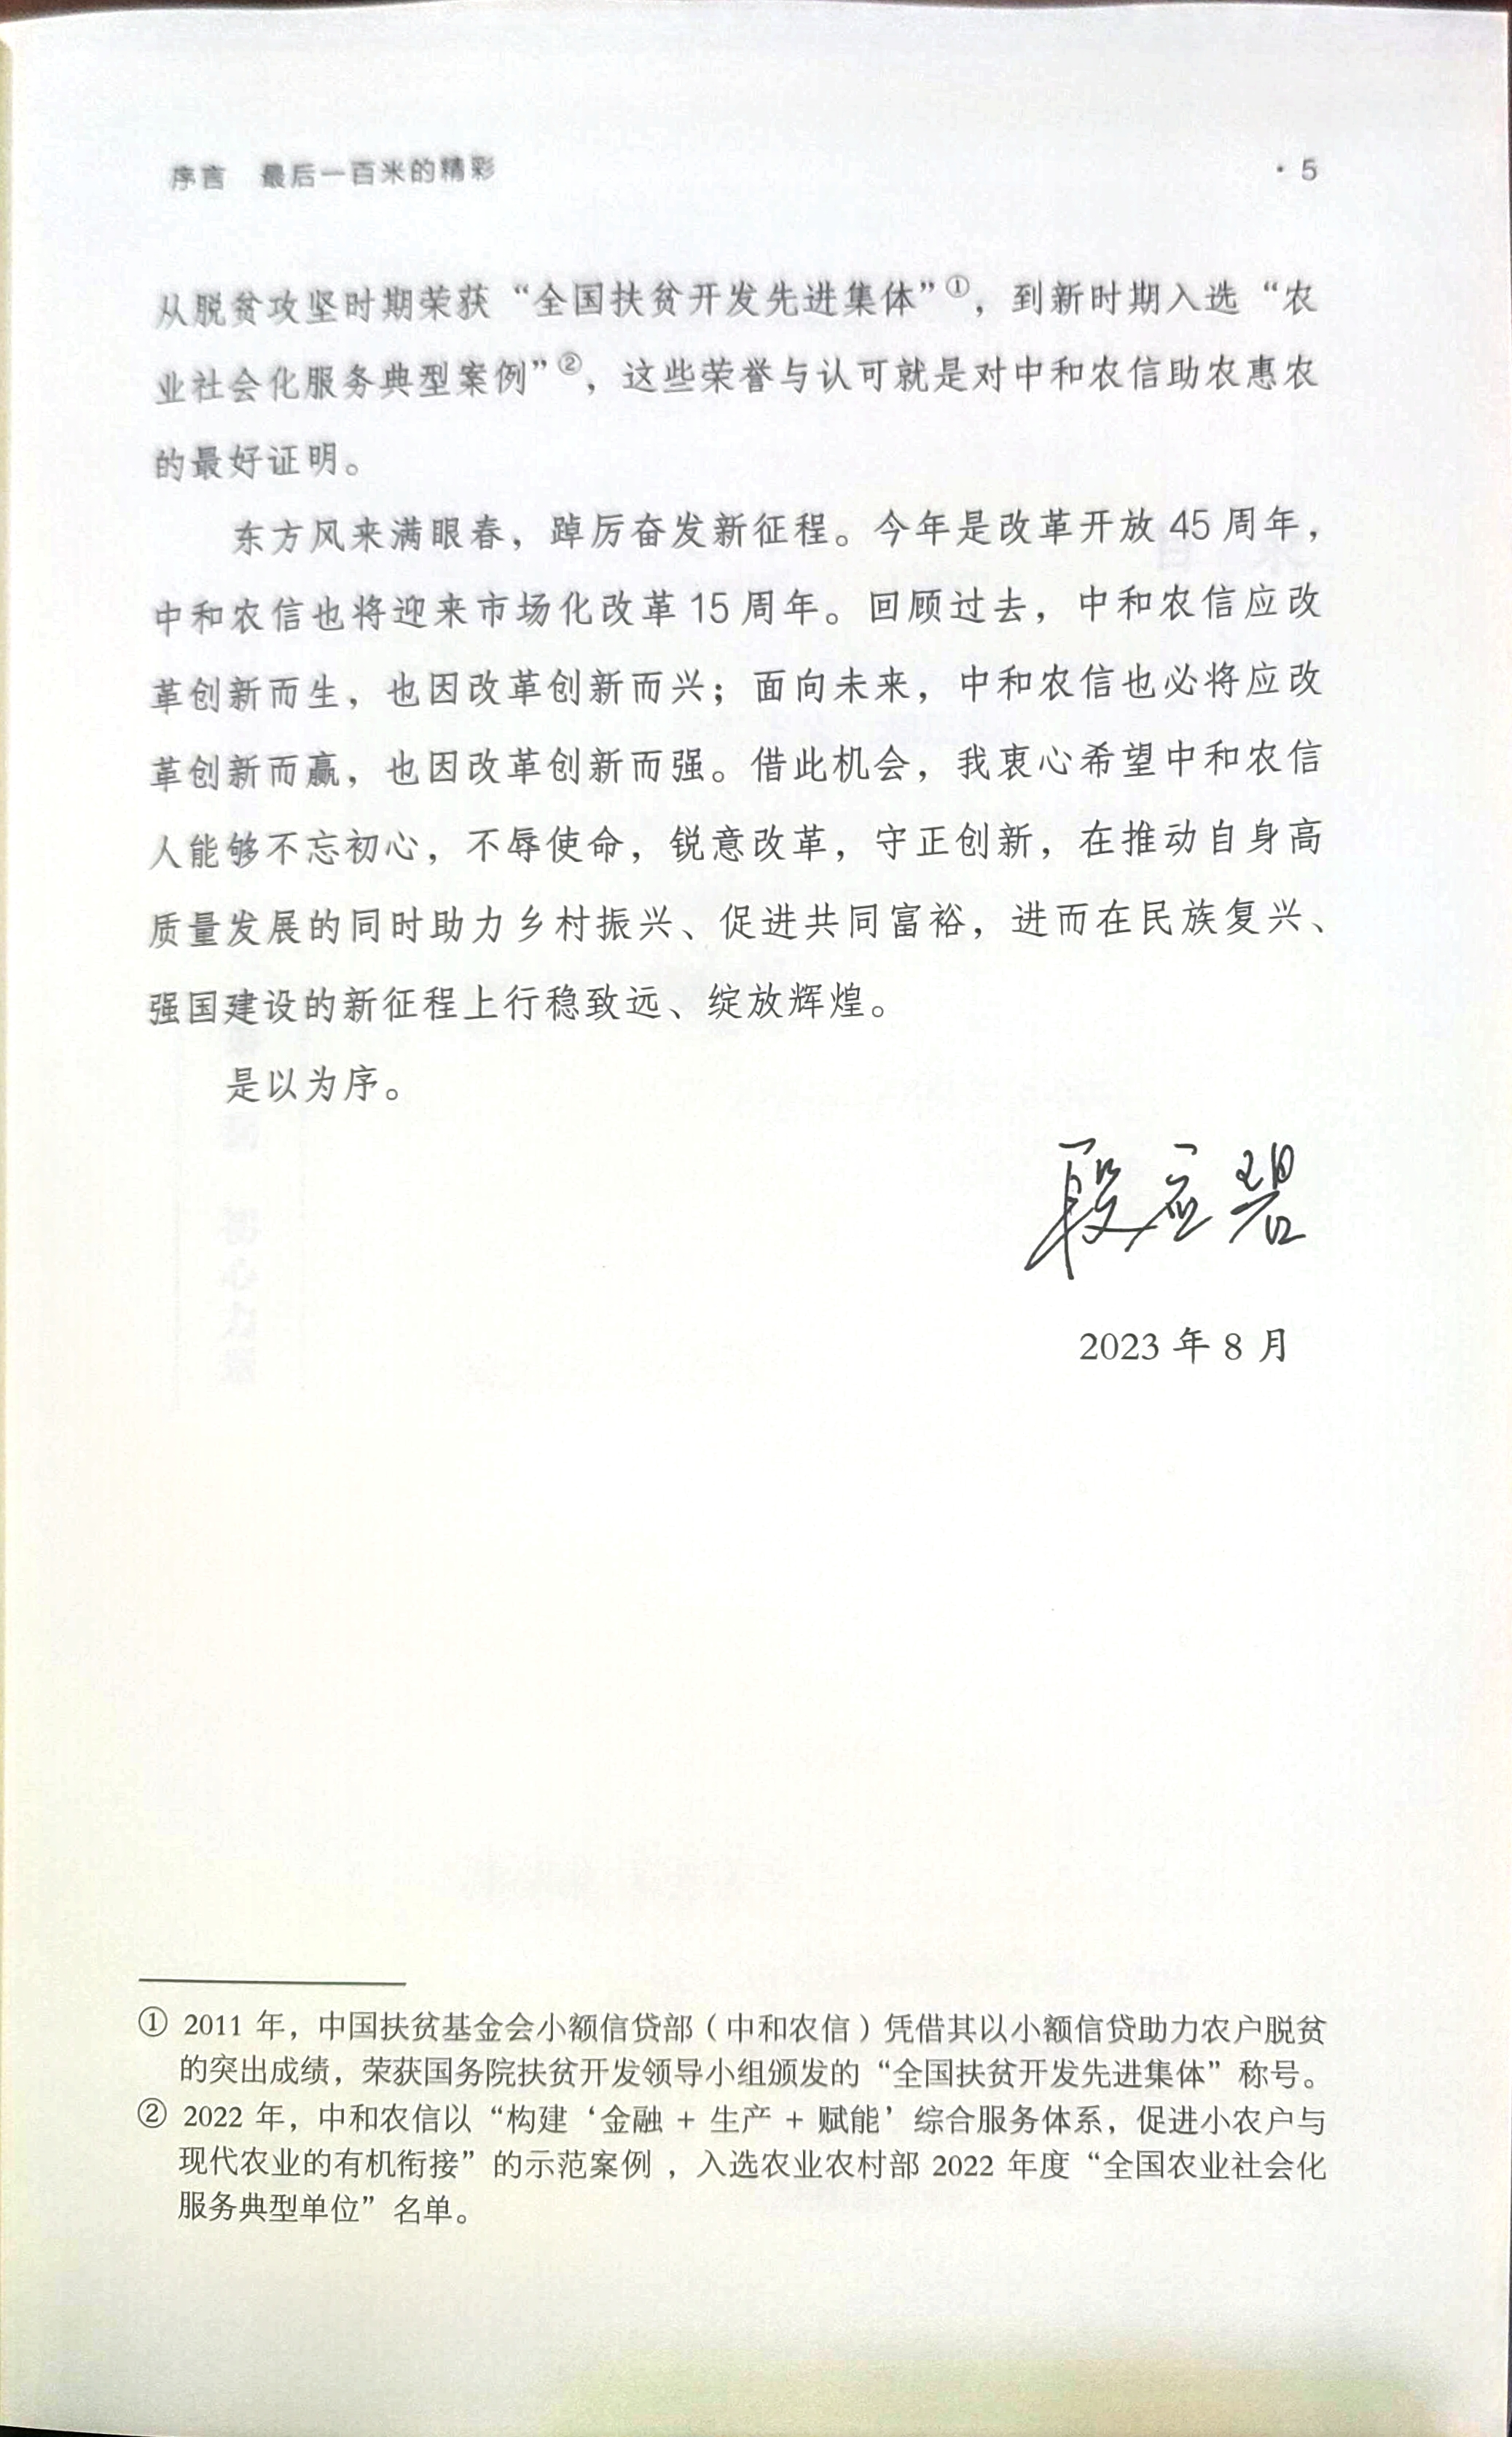 序言　最后一百米的精彩　· 5
从脱贫攻坚时期荣获“全国扶贫开发先进集体”①，到新时期入选“农
业社会化服务典型案例”②，这些荣誉与认可就是对中和农信助农惠农
的最好证明。
东方风来满眼春，踔厉奋发新征程。今年是改革开放 45 周年，
中和农信也将迎来市场化改革 15 周年。回顾过去，中和农信应改
革创新而生，也因改革创新而兴；面向未来，中和农信也必将应改
革创新而赢，也因改革创新而强。借此机会，我衷心希望中和农信
人能够不忘初心，不辱使命，锐意改革，守正创新，在推动自身高
质量发展的同时助力乡村振兴、促进共同富裕，进而在民族复兴、
强国建设的新征程上行稳致远、绽放辉煌。
是以为序。
段应碧
2023 年 8 月
① 2011 年，中国扶贫基金会小额信贷部（中和农信）凭借其以小额信贷助力农户脱贫
的突出成绩，荣获国务院扶贫开发领导小组颁发的“全国扶贫开发先进集体”称号。
② 2022 年，中和农信以“构建‘金融 + 生产 + 赋能’综合服务体系，促进小农户与
现代农业的有机衔接”的示范案例，入选农业农村部 2022 年度“全国农业社会化
服务典型单位”名单。